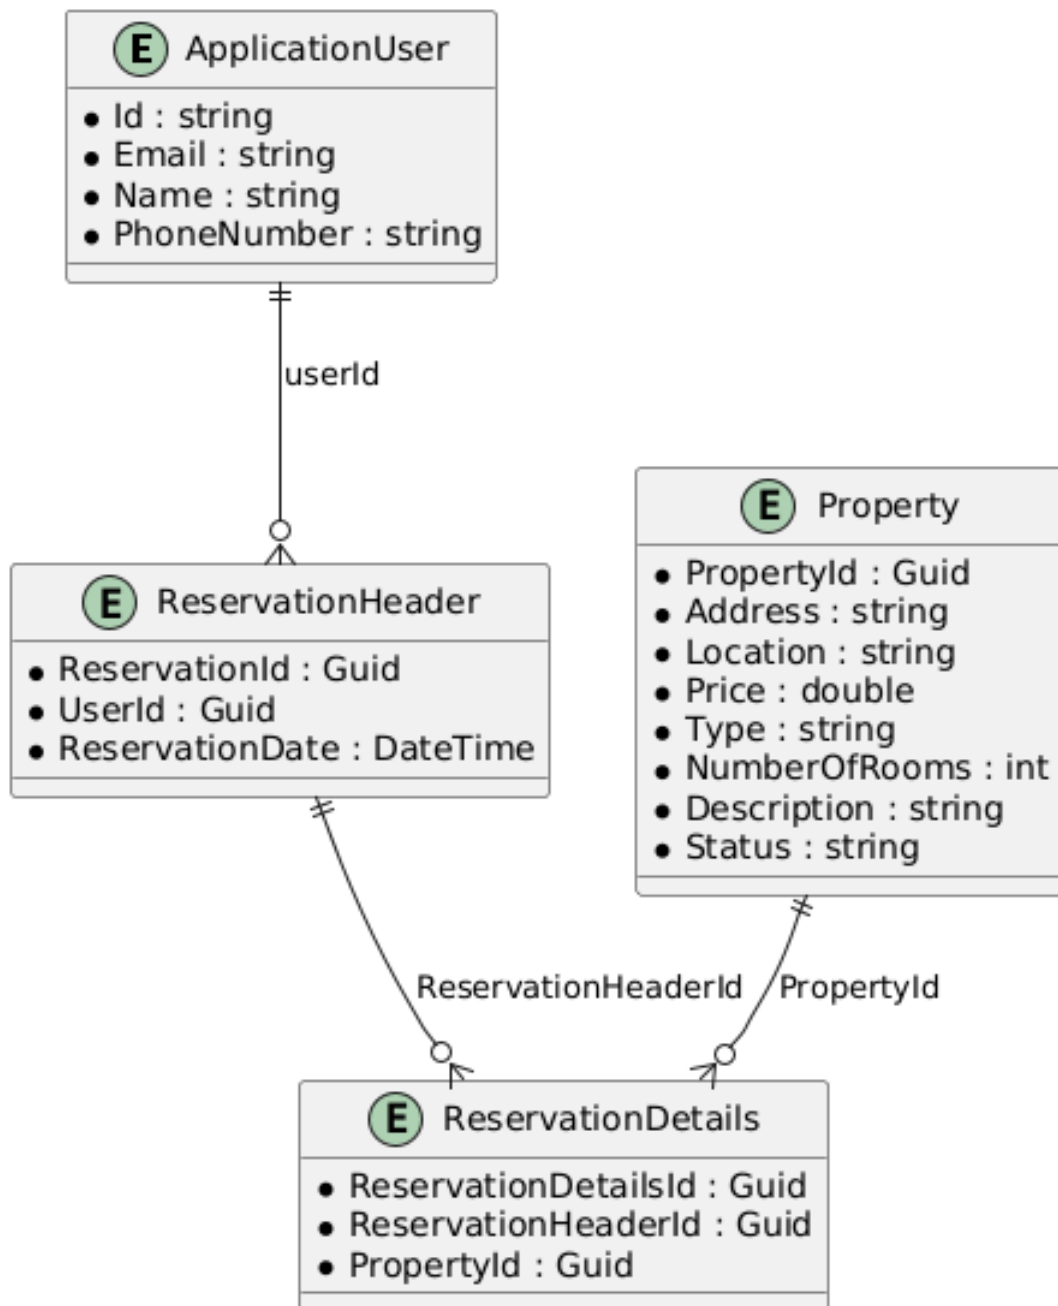 E ApplicationUser
Id : string
Email : string
Name : string
PhoneNumber : string
userId
E Property
PropertyId : Guid
Address : string
Location : string
Price : double
Type : string
NumberOfRooms : int
Description : string
Status : string
E ReservationHeader
ReservationId : Guid
UserId : Guid
ReservationDate : DateTime
ReservationHeaderId
PropertyId
E ReservationDetails
ReservationDetailsId : Guid
ReservationHeaderId : Guid
PropertyId : Guid